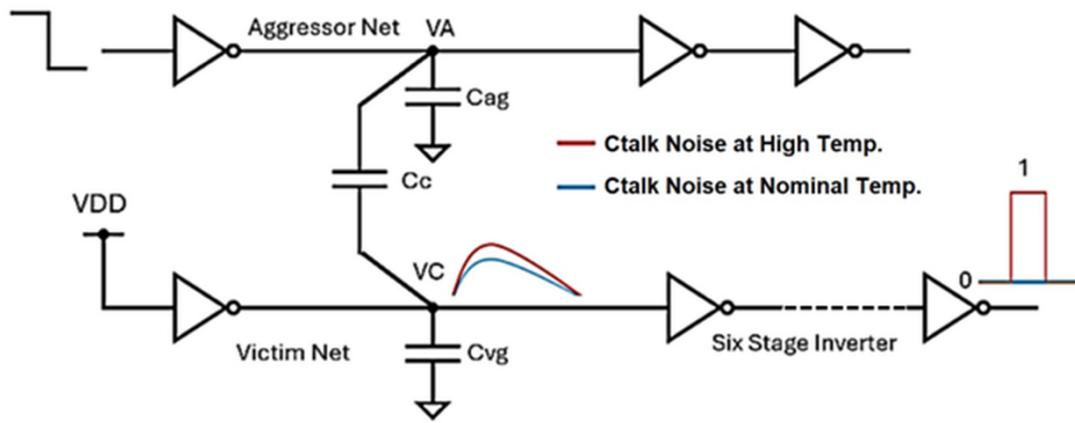 Aggressor Net
VA
Cag
Ctalk Noise at High Temp.
Cc
Ctalk Noise at Nominal Temp.
1
VDD
VC
0
Victim Net
Cvg
Six Stage Inverter